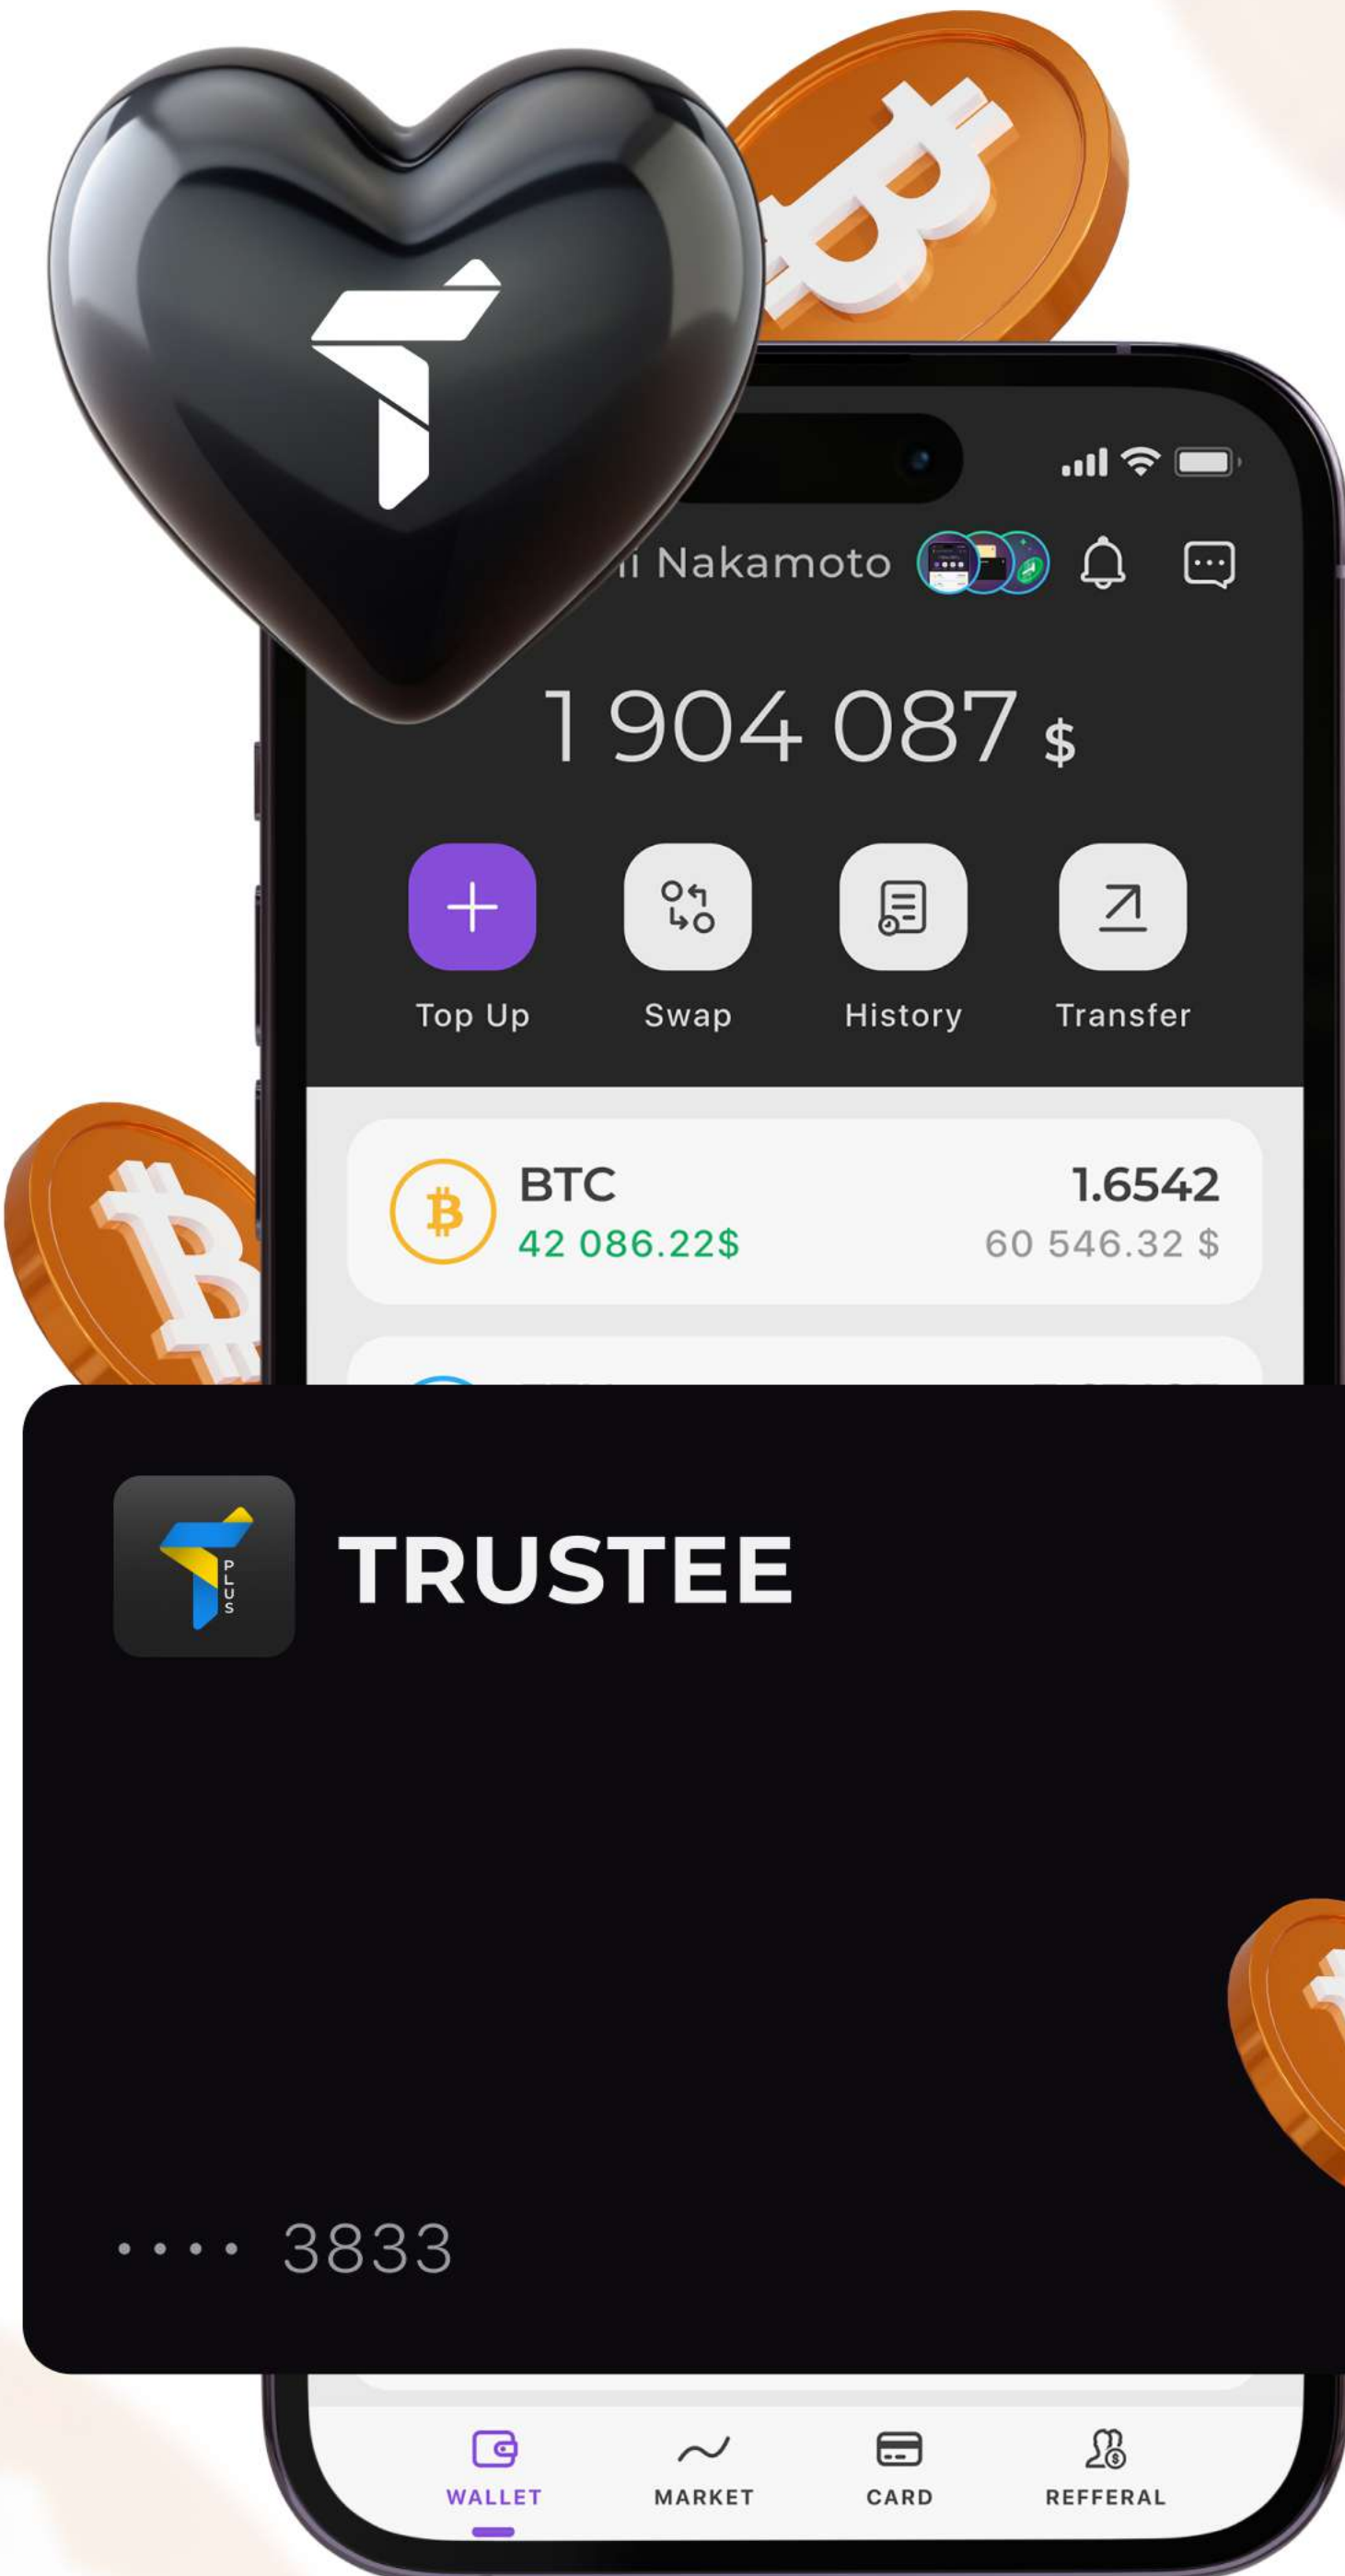 Nakamoto
1 904 087 $
Top Up Swap History Transfer
BTC 1.6542
42 086.22$ 60 546.32 $
PLUS
TRUSTEE
•••• 3833
WALLET MARKET CARD REFFERAL